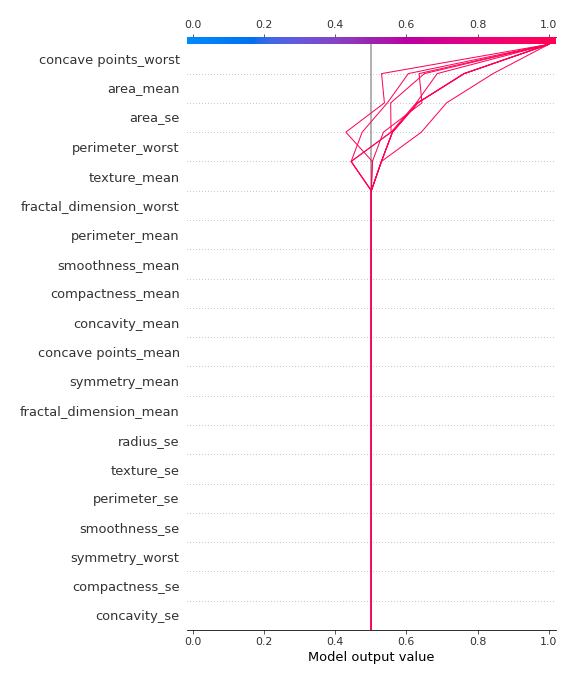 0.0 0.2 0.4 0.6 0.8 1.0
concave points_worst
area_mean
area_se
perimeter_worst
texture_mean
fractal_dimension_worst
perimeter_mean
smoothness_mean
compactness_mean
concavity_mean
concave points_mean
symmetry_mean
fractal_dimension_mean
radius_se
texture_se
perimeter_se
smoothness_se
symmetry_worst
compactness_se
concavity_se
0.0 0.2 0.4 0.6 0.8 1.0
Model output value